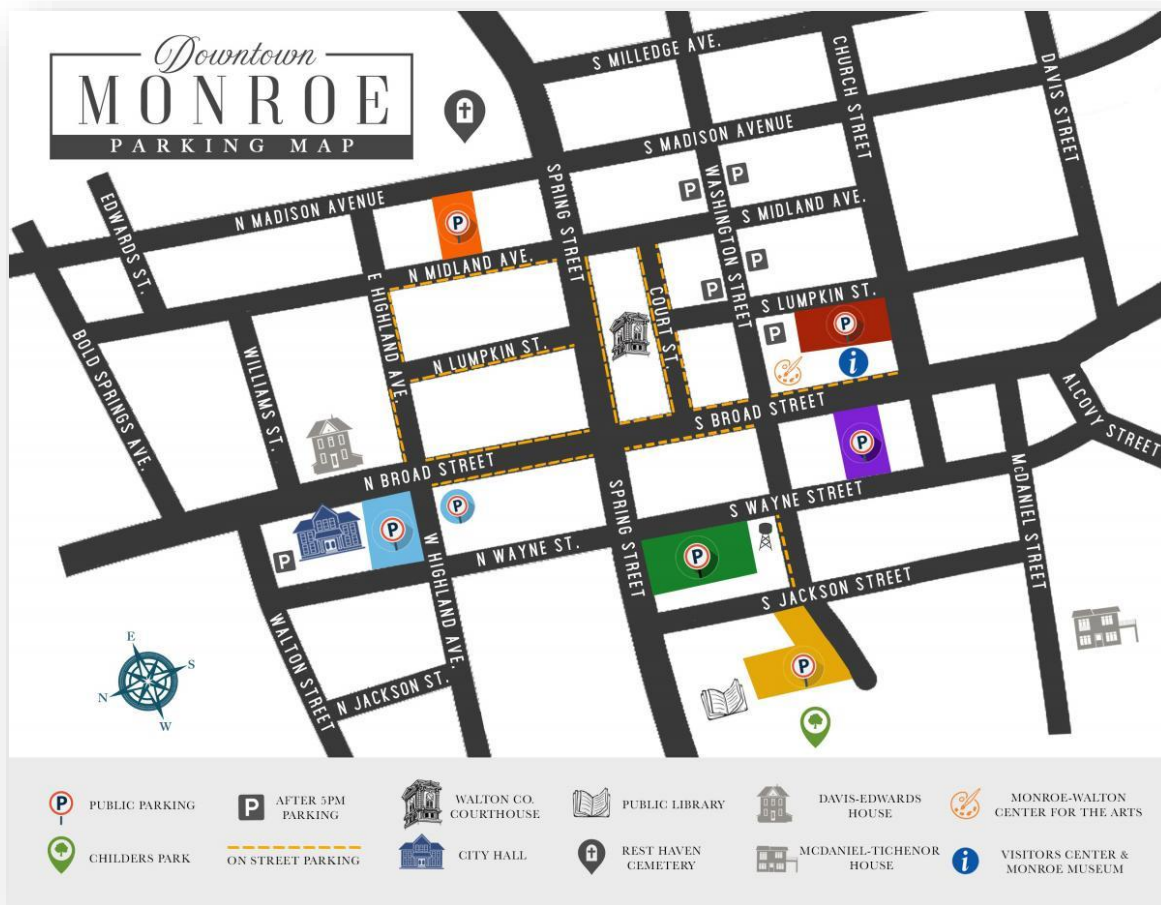 Downtown
MONROE
PARKING MAP
S MILLEDGE AVE.
CHURCH STREET
DAVIS STREET
S MADISON AVENUE
SPRING STREET
WASHINGTON STREET
P
P
EDWARDS ST.
N MADISON AVENUE
P
S MIDLAND AVE.
N MIDLAND AVE.
E HIGHLAND AVE.
P
P
COURT ST.
S LUMPKIN ST.
P
P
i
BOLD SPRINGS AVE.
WILLIAMS ST.
N LUMPKIN ST.
S BROAD STREET
ALCOVY STREET
McDANIEL STREET
P
N BROAD STREET
SPRING STREET
S WAYNE STREET
P
P
P
N WAYNE ST.
P
P
W HIGHLAND AVE.
S JACKSON STREET
WALTON STREET
N JACKSON ST.
P
E
N
S
W
P PUBLIC PARKING
P AFTER 5PM
PARKING
WALTON CO.
COURTHOUSE
PUBLIC LIBRARY
DAVIS-EDWARDS
HOUSE
MONROE-WALTON
CENTER FOR THE ARTS
CHILDERS PARK
ON STREET PARKING
CITY HALL
REST HAVEN
CEMETERY
MCDANIEL-TICHENOR
HOUSE
i VISITORS CENTER &
MONROE MUSEUM